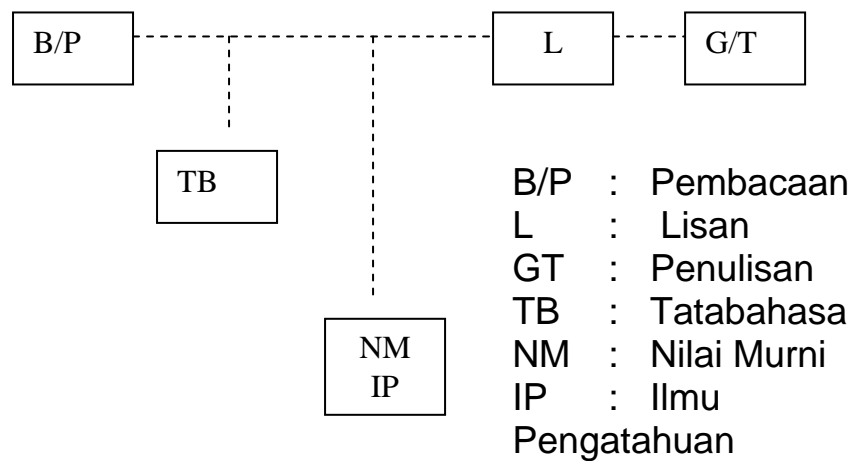 B/P
L
G/T
TB
NM
IP
B/P : Pembacaan
L : Lisan
GT : Penulisan
TB : Tatabahasa
NM : Nilai Murni
IP : Ilmu
Pengatahuan